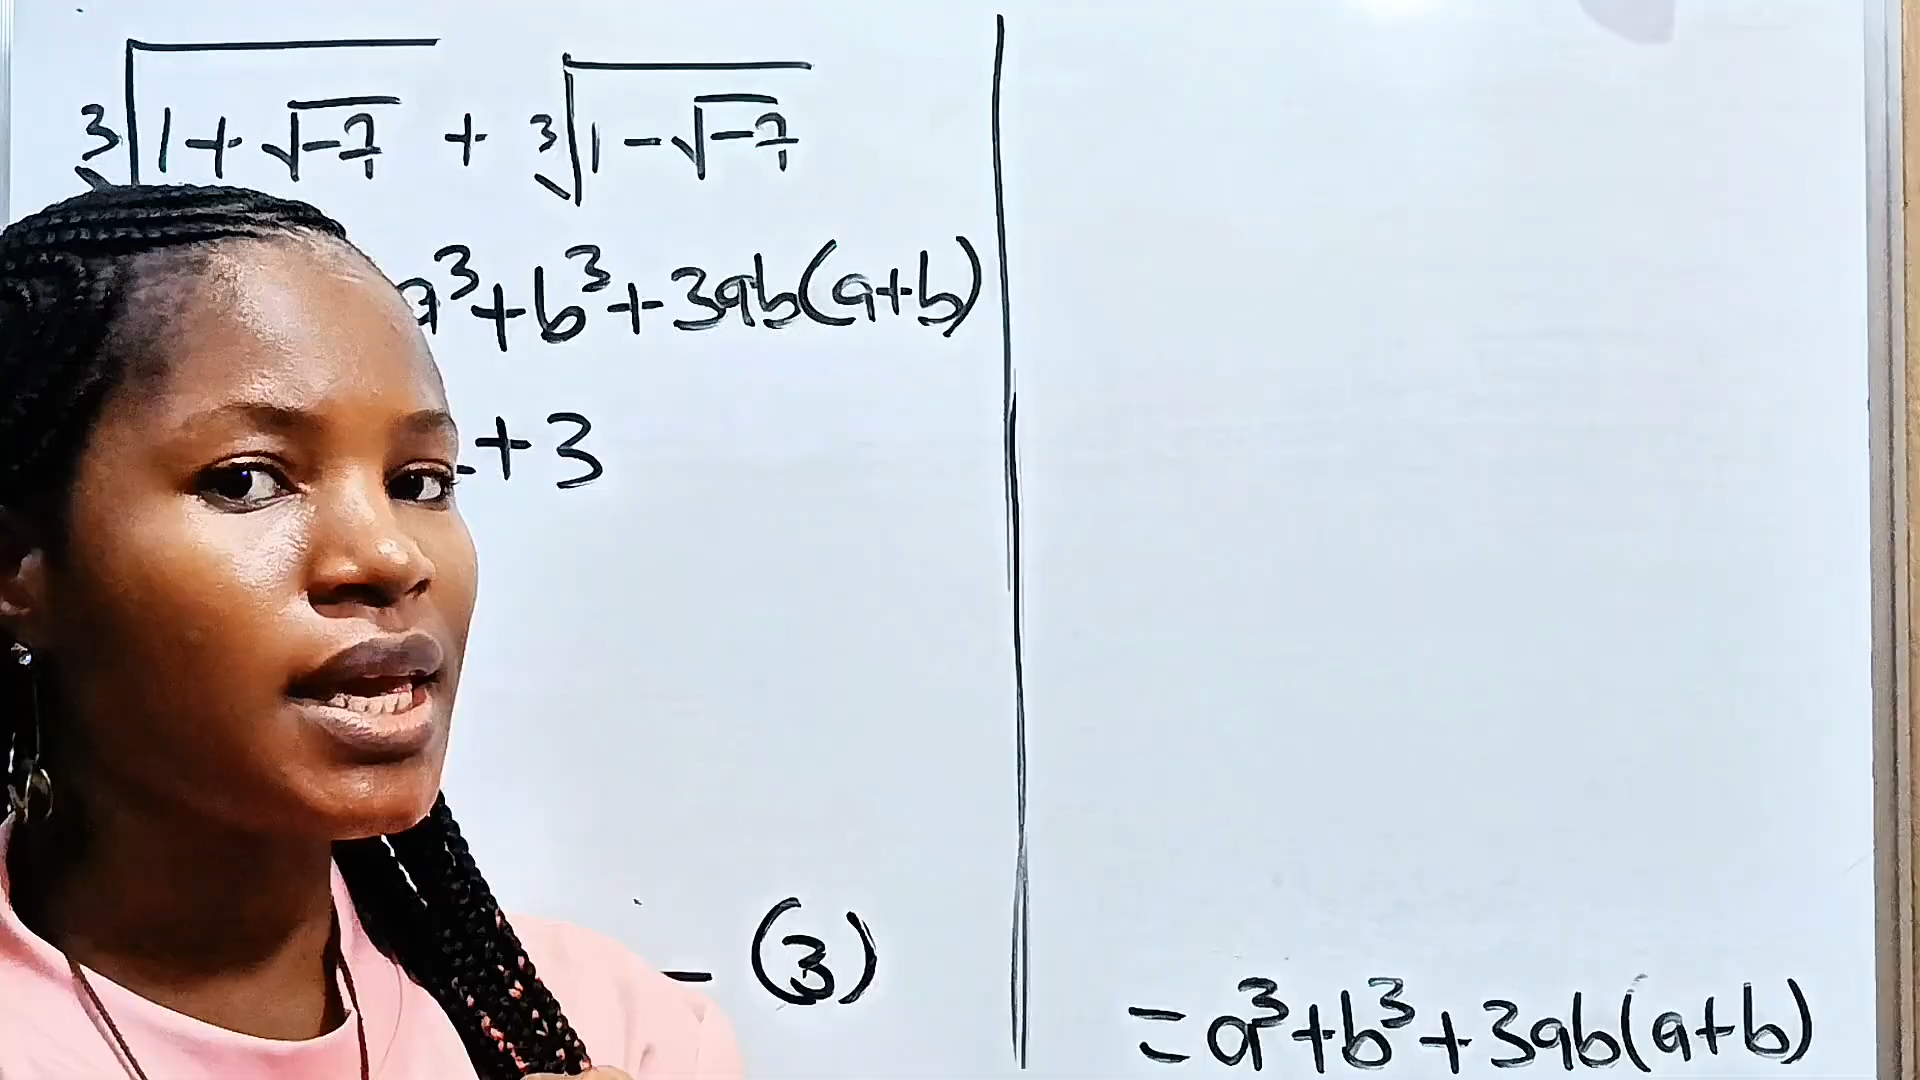 ∛(1+√-7) + ∛(1-√-7)
a³+b³+3ab(a+b)
+3
- (3)
=a³+b³+3ab(a+b)